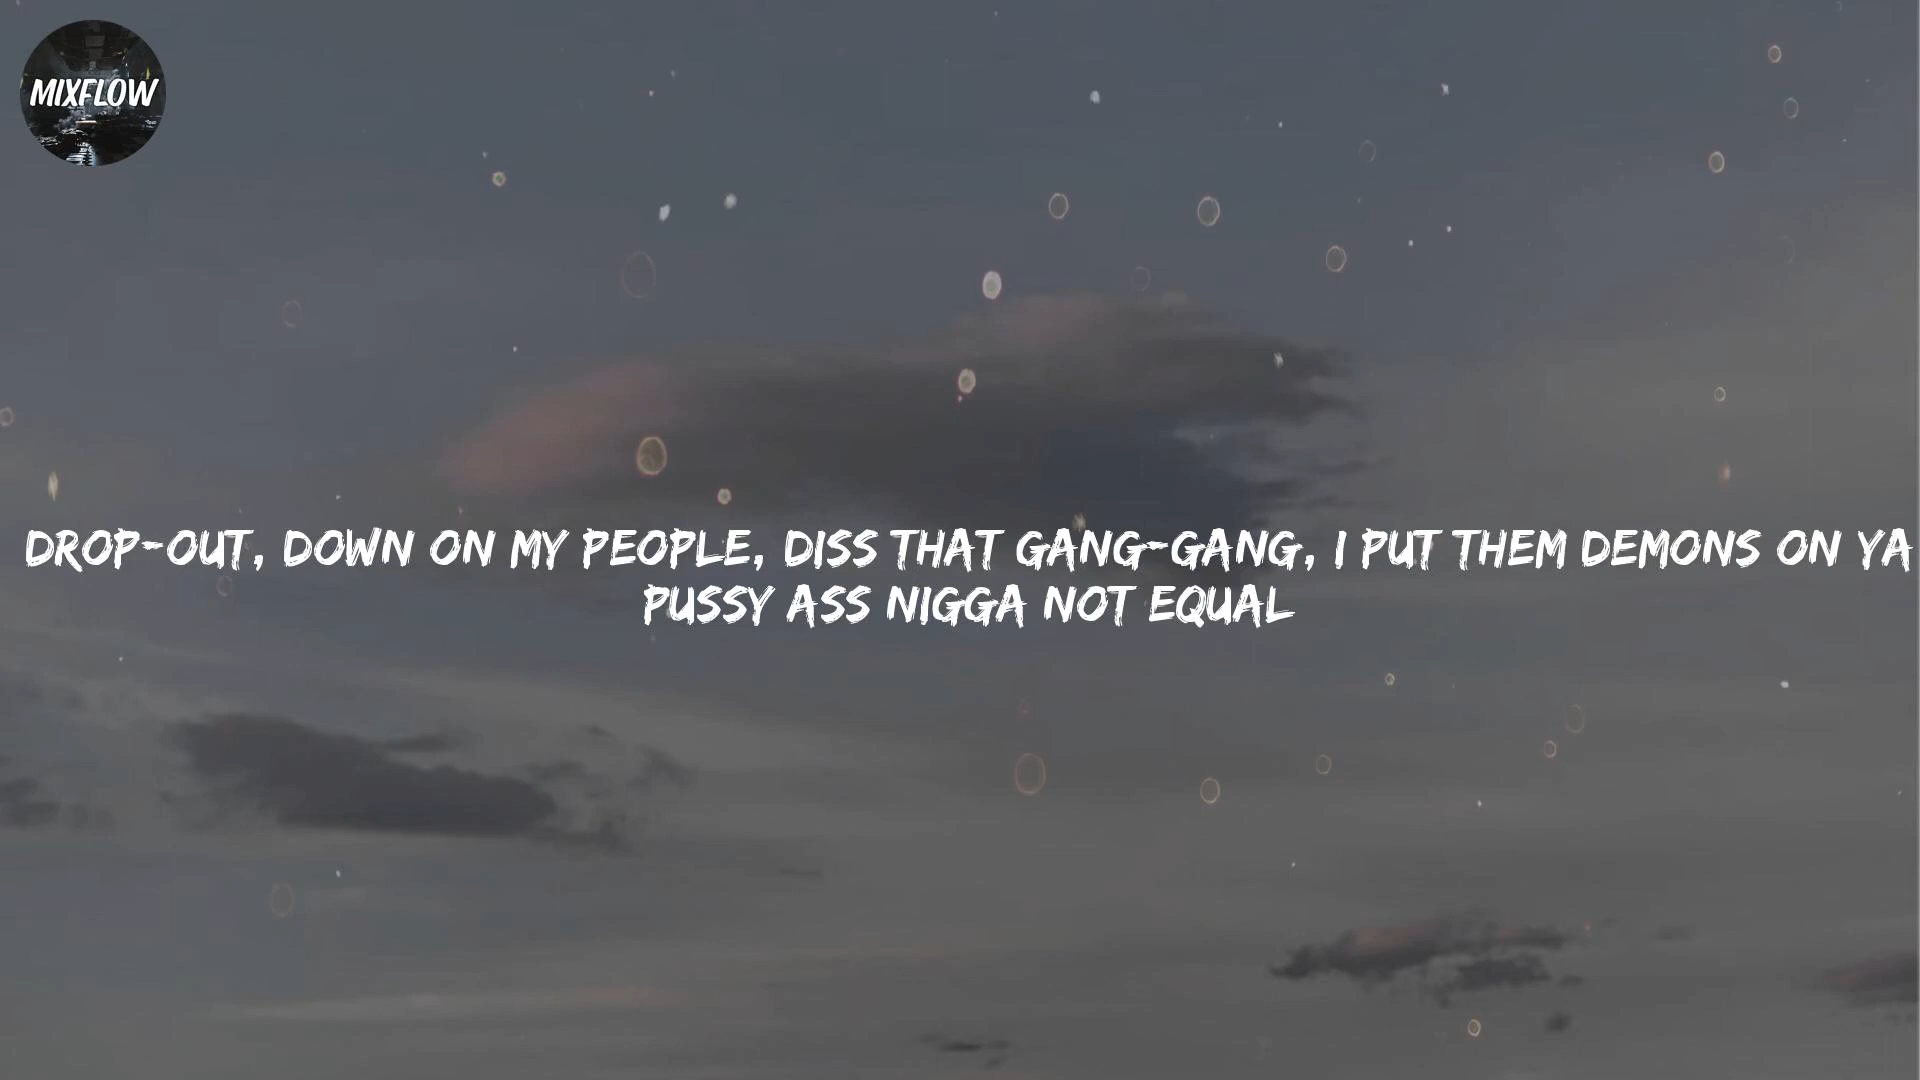 MIXFLOW
DROP-OUT, DOWN ON MY PEOPLE, DISS THAT GANG-GANG, I PUT THEM DEMONS ON YA
PUSSY ASS NIGGA NOT EQUAL